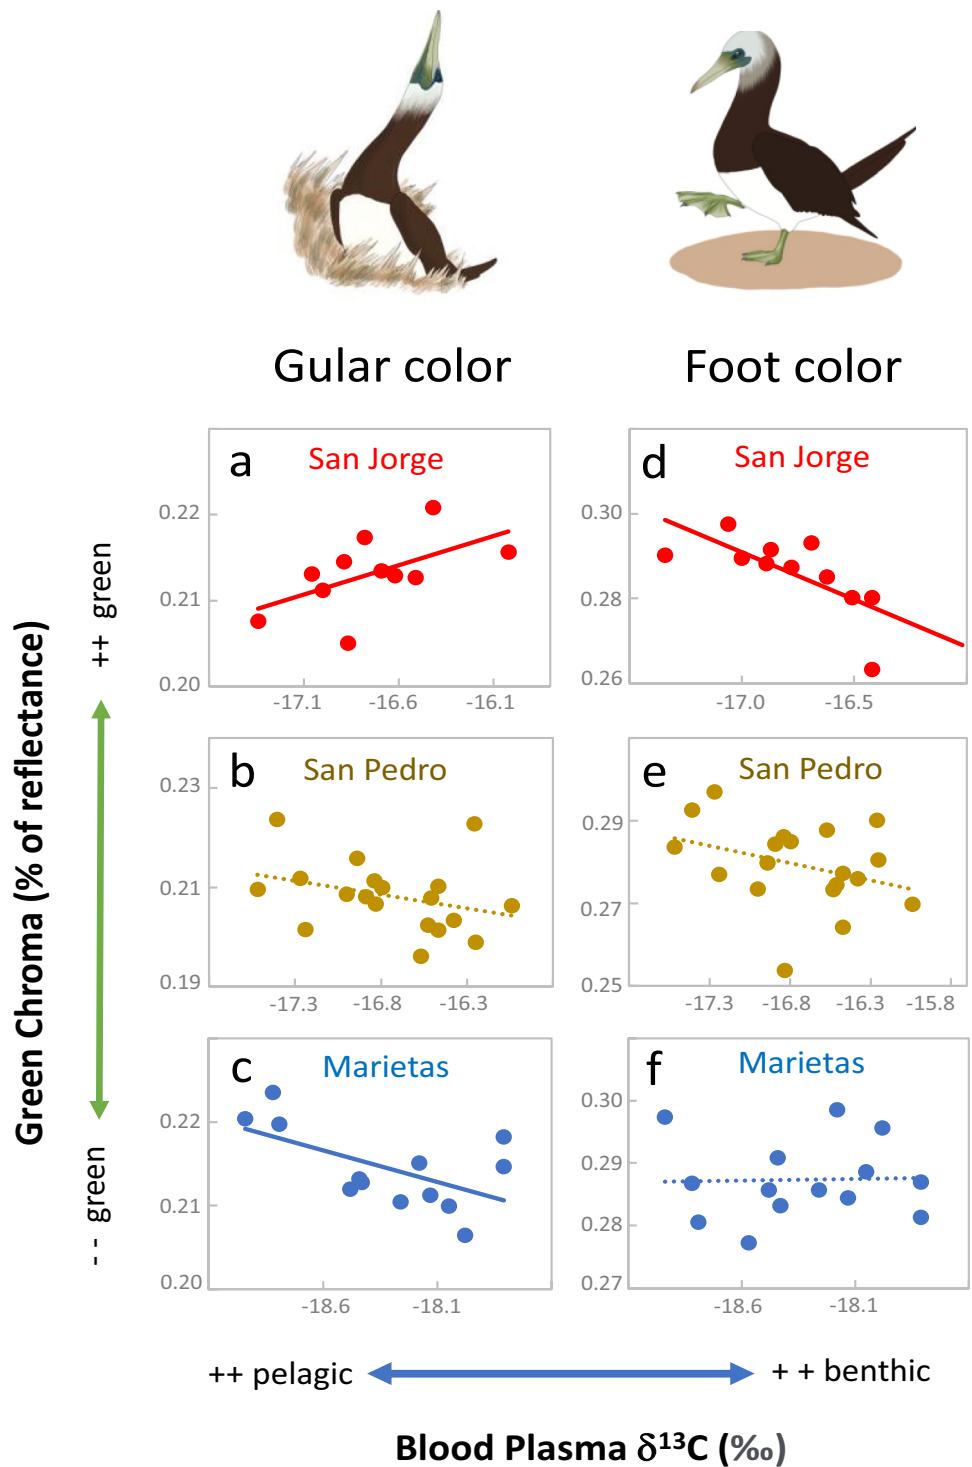 Gular color
Foot color
a
San Jorge
0.22
0.21
0.20
-17.1
-16.6
-16.1
d
San Jorge
0.30
0.28
0.26
-17.0
-16.5
b
San Pedro
0.23
0.21
0.19
-17.3
-16.8
-16.3
e
San Pedro
0.29
0.27
0.25
-17.3
-16.8
-16.3
-15.8
c
Marietas
0.22
0.21
0.20
-18.6
-18.1
f
Marietas
0.30
0.29
0.28
0.27
-18.6
-18.1
Green Chroma (% of reflectance)
++ green
- - green
++ pelagic
+ + benthic
Blood Plasma δ¹³C (‰)